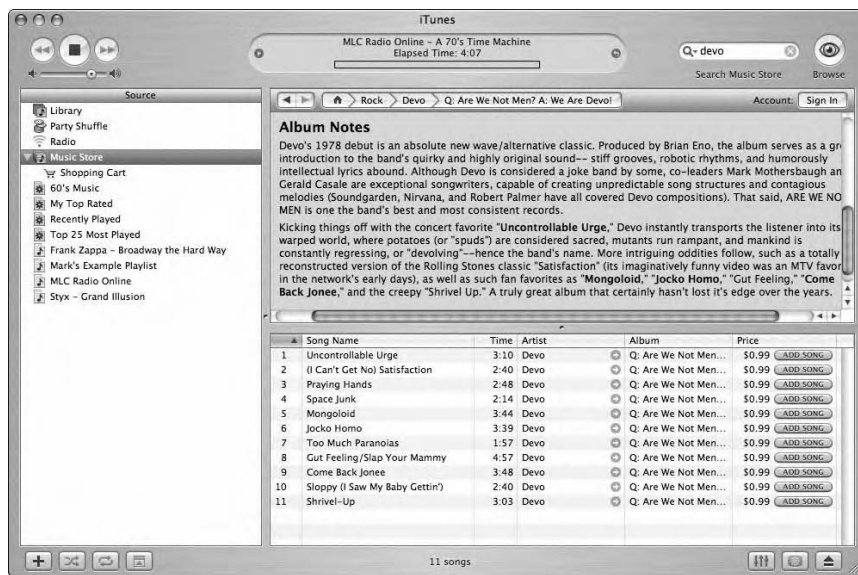 iTunes
MLC Radio Online – A 70's Time Machine
Elapsed Time: 4:07
devo
Search Music Store
Browse
Source
Library
Party Shuffle
Radio
Music Store
Shopping Cart
60's Music
My Top Rated
Recently Played
Top 25 Most Played
Frank Zappa – Broadway the Hard Way
Mark's Example Playlist
MLC Radio Online
Styx – Grand Illusion
Rock Devo Q: Are We Not Men? A: We Are Devo! Account: Sign In
Album Notes
Devo's 1978 debut is an absolute new wave/alternative classic. Produced by Brian Eno, the album serves as a gre
introduction to the band's quirky and highly original sound-- stiff grooves, robotic rhythms, and humorously
intellectual lyrics abound. Although Devo is considered a joke band by some, co-leaders Mark Mothersbaugh an
Gerald Casale are exceptional songwriters, capable of creating unpredictable song structures and contagious
melodies (Soundgarden, Nirvana, and Robert Palmer have all covered Devo compositions). That said, ARE WE NO
MEN is one the band's best and most consistent records.
Kicking things off with the concert favorite "Uncontrollable Urge," Devo instantly transports the listener into its
warped world, where potatoes (or "spuds") are considered sacred, mutants run rampant, and mankind is
constantly regressing, or "devolving"--hence the band's name. More intriguing oddities follow, such as a totally
reconstructed version of the Rolling Stones classic "Satisfaction" (its imaginatively funny video was an MTV favor
in the network's early days), as well as such fan favorites as "Mongoloid," "Jocko Homo," "Gut Feeling," "Come
Back Jonee," and the creepy "Shrivel Up." A truly great album that certainly hasn't lost it's edge over the years.
Song Name Time Artist Album Price
1 Uncontrollable Urge 3:10 Devo Q: Are We Not Men... $0.99 ADD SONG
2 (I Can't Get No) Satisfaction 2:40 Devo Q: Are We Not Men... $0.99 ADD SONG
3 Praying Hands 2:48 Devo Q: Are We Not Men... $0.99 ADD SONG
4 Space Junk 2:14 Devo Q: Are We Not Men... $0.99 ADD SONG
5 Mongoloid 3:44 Devo Q: Are We Not Men... $0.99 ADD SONG
6 Jocko Homo 3:39 Devo Q: Are We Not Men... $0.99 ADD SONG
7 Too Much Paranoias 1:57 Devo Q: Are We Not Men... $0.99 ADD SONG
8 Gut Feeling/Slap Your Mammy 4:57 Devo Q: Are We Not Men... $0.99 ADD SONG
9 Come Back Jonee 3:48 Devo Q: Are We Not Men... $0.99 ADD SONG
10 Sloppy (I Saw My Baby Gettin') 2:40 Devo Q: Are We Not Men... $0.99 ADD SONG
11 Shrivel-Up 3:03 Devo Q: Are We Not Men... $0.99 ADD SONG
11 songs